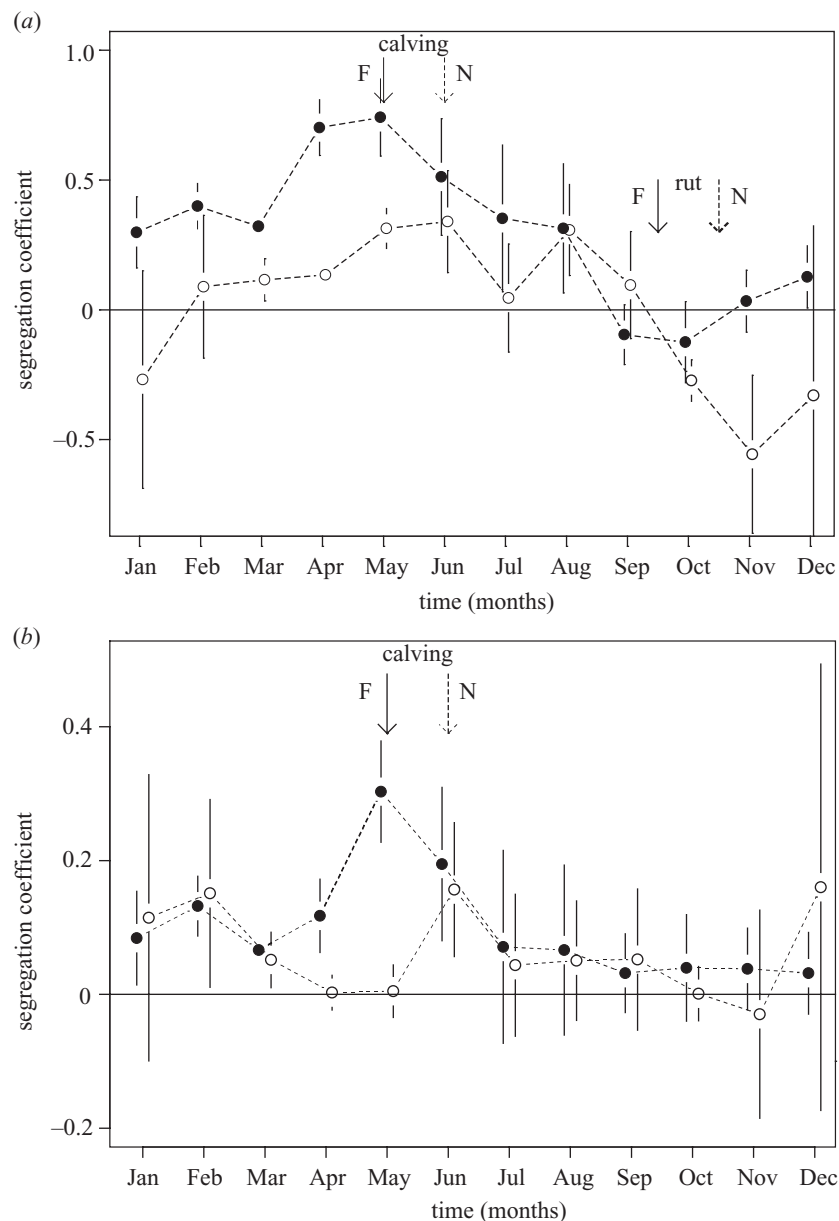 (a)
calving
F N
F rut N
1.0
0.5
0
–0.5
segregation coefficient
Jan Feb Mar Apr May Jun Jul Aug Sep Oct Nov Dec
time (months)
(b)
calving
F N
0.4
0.2
0
–0.2
segregation coefficient
Jan Feb Mar Apr May Jun Jul Aug Sep Oct Nov Dec
time (months)